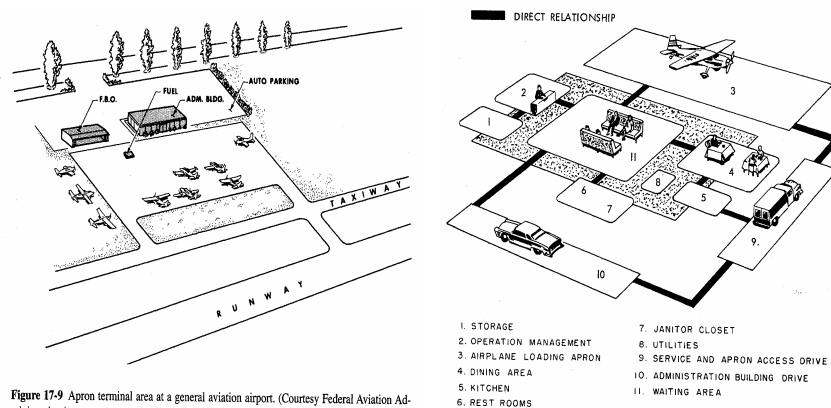 F.B.O.
FUEL
ADM. BLDG.
AUTO PARKING
TAXIWAY
RUNWAY
Figure 17-9 Apron terminal area at a general aviation airport. (Courtesy Federal Aviation Ad-
DIRECT RELATIONSHIP
1
2
3
4
5
6
7
8
9.
10
11
1. STORAGE
2. OPERATION MANAGEMENT
3. AIRPLANE LOADING APRON
4. DINING AREA
5. KITCHEN
6. REST ROOMS
7. JANITOR CLOSET
8. UTILITIES
9. SERVICE AND APRON ACCESS DRIVE
10. ADMINISTRATION BUILDING DRIVE
11. WAITING AREA